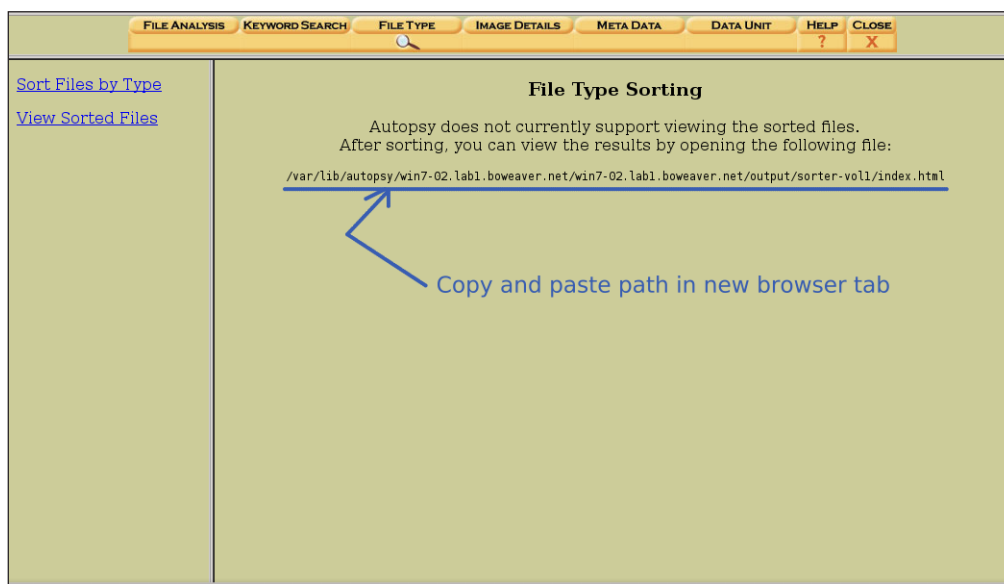 FILE ANALYSIS KEYWORD SEARCH FILE TYPE IMAGE DETAILS META DATA DATA UNIT HELP CLOSE
? X
Sort Files by Type
View Sorted Files
File Type Sorting
Autopsy does not currently support viewing the sorted files.
After sorting, you can view the results by opening the following file:
/var/lib/autopsy/win7-02.lab1.boweaver.net/win7-02.lab1.boweaver.net/output/sorter-vol1/index.html
Copy and paste path in new browser tab